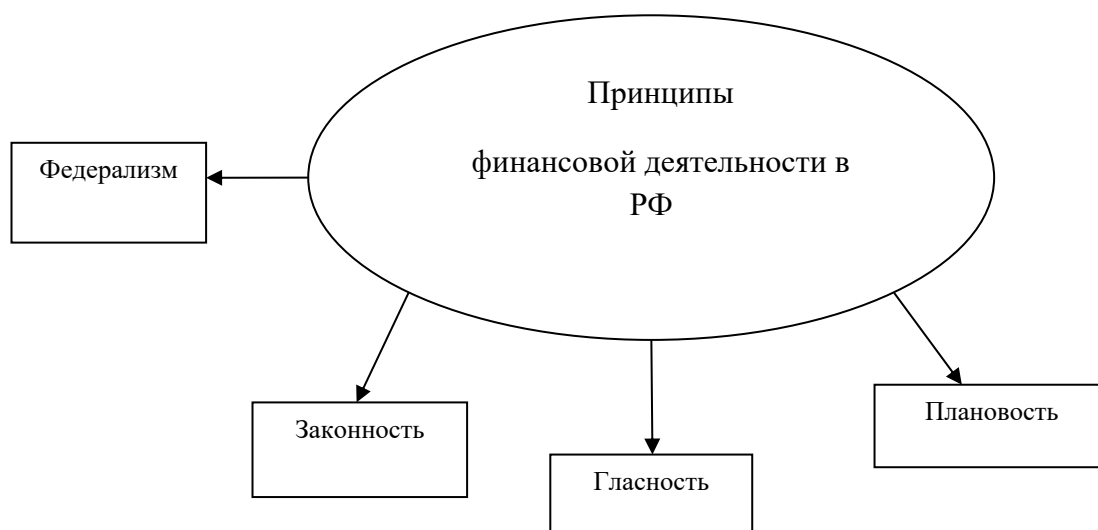 Принципы
финансовой деятельности в
РФ
Федерализм
Законность
Гласность
Плановость